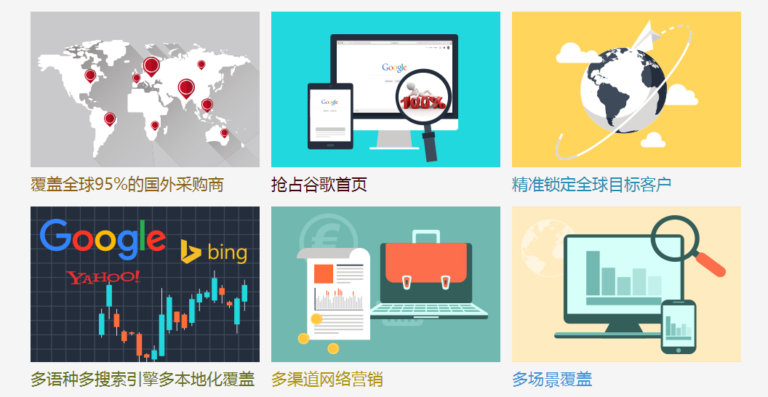 Google
Google
100%
覆盖全球95%的国外采购商
抢占谷歌首页
精准锁定全球目标客户
Google
bing
YAHOO!
€
多语种多搜索引擎多本地化覆盖
多渠道网络营销
多场景覆盖